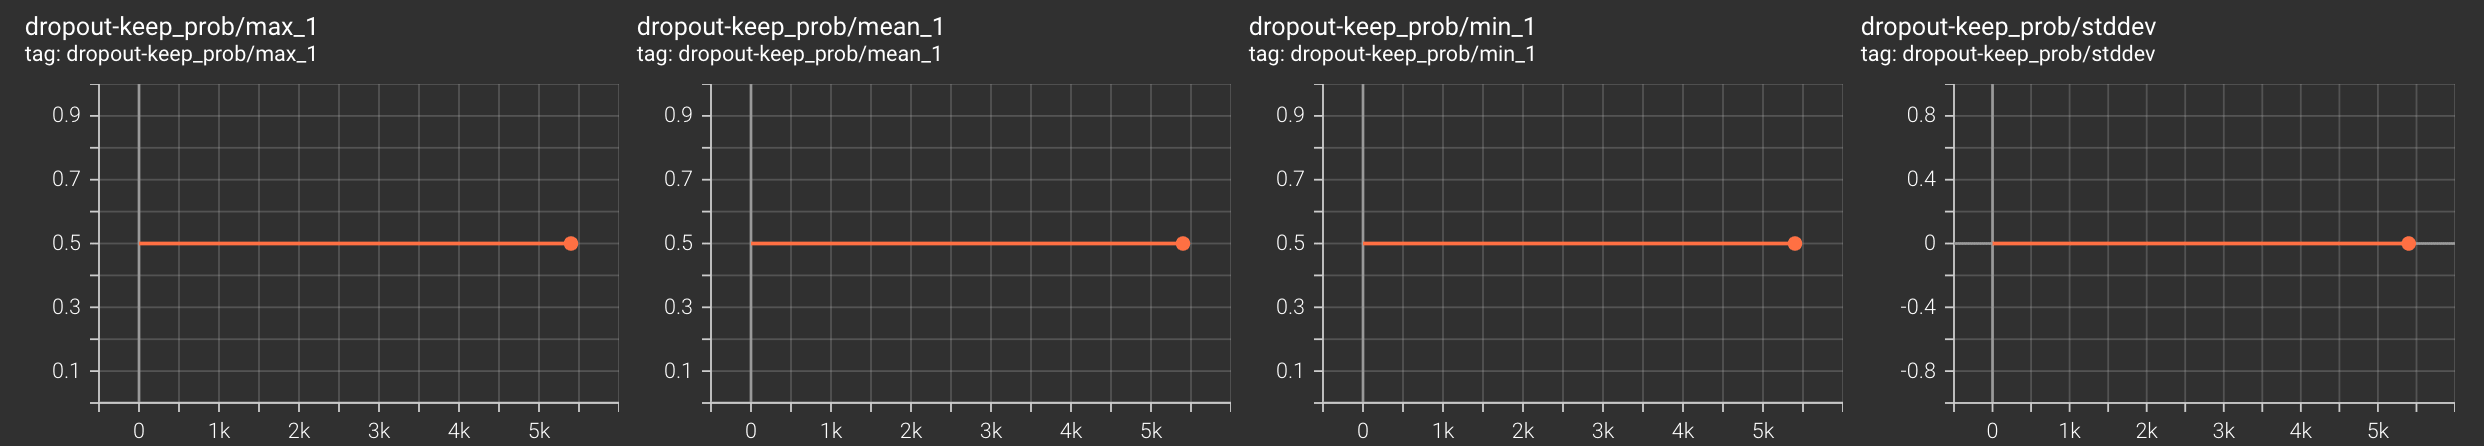 dropout-keep_prob/max_1
tag: dropout-keep_prob/max_1
0.9
0.7
0.5
0.3
0.1
0 1k 2k 3k 4k 5k
dropout-keep_prob/mean_1
tag: dropout-keep_prob/mean_1
0.9
0.7
0.5
0.3
0.1
0 1k 2k 3k 4k 5k
dropout-keep_prob/min_1
tag: dropout-keep_prob/min_1
0.9
0.7
0.5
0.3
0.1
0 1k 2k 3k 4k 5k
dropout-keep_prob/stddev
tag: dropout-keep_prob/stddev
0.8
0.4
0
-0.4
-0.8
0 1k 2k 3k 4k 5k